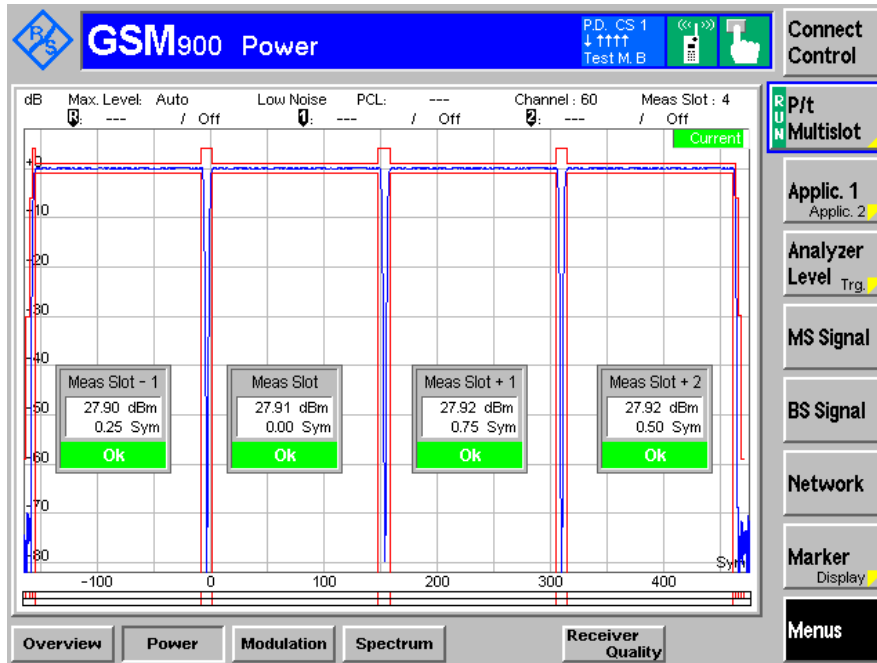 R/S GSM900 Power
P.D. CS 1
↓ ↑↑↑↑
Test M. B
Connect Control
dB Max. Level: Auto Low Noise PCL: --- Channel : 60 Meas Slot : 4
R: --- / Off 1: --- / Off 2: --- / Off
Current
RUN
P/t Multislot
Applic. 1
Applic. 2
Analyzer Level Trg.
MS Signal
BS Signal
Network
Marker
Display
Menus
+0
-10
-20
-30
-40
-50
-60
-70
-80
Meas Slot - 1
27.90 dBm
0.25 Sym
Ok
Meas Slot
27.91 dBm
0.00 Sym
Ok
Meas Slot + 1
27.92 dBm
0.75 Sym
Ok
Meas Slot + 2
27.92 dBm
0.50 Sym
Ok
Sym
-100 0 100 200 300 400
Overview Power Modulation Spectrum Receiver Quality